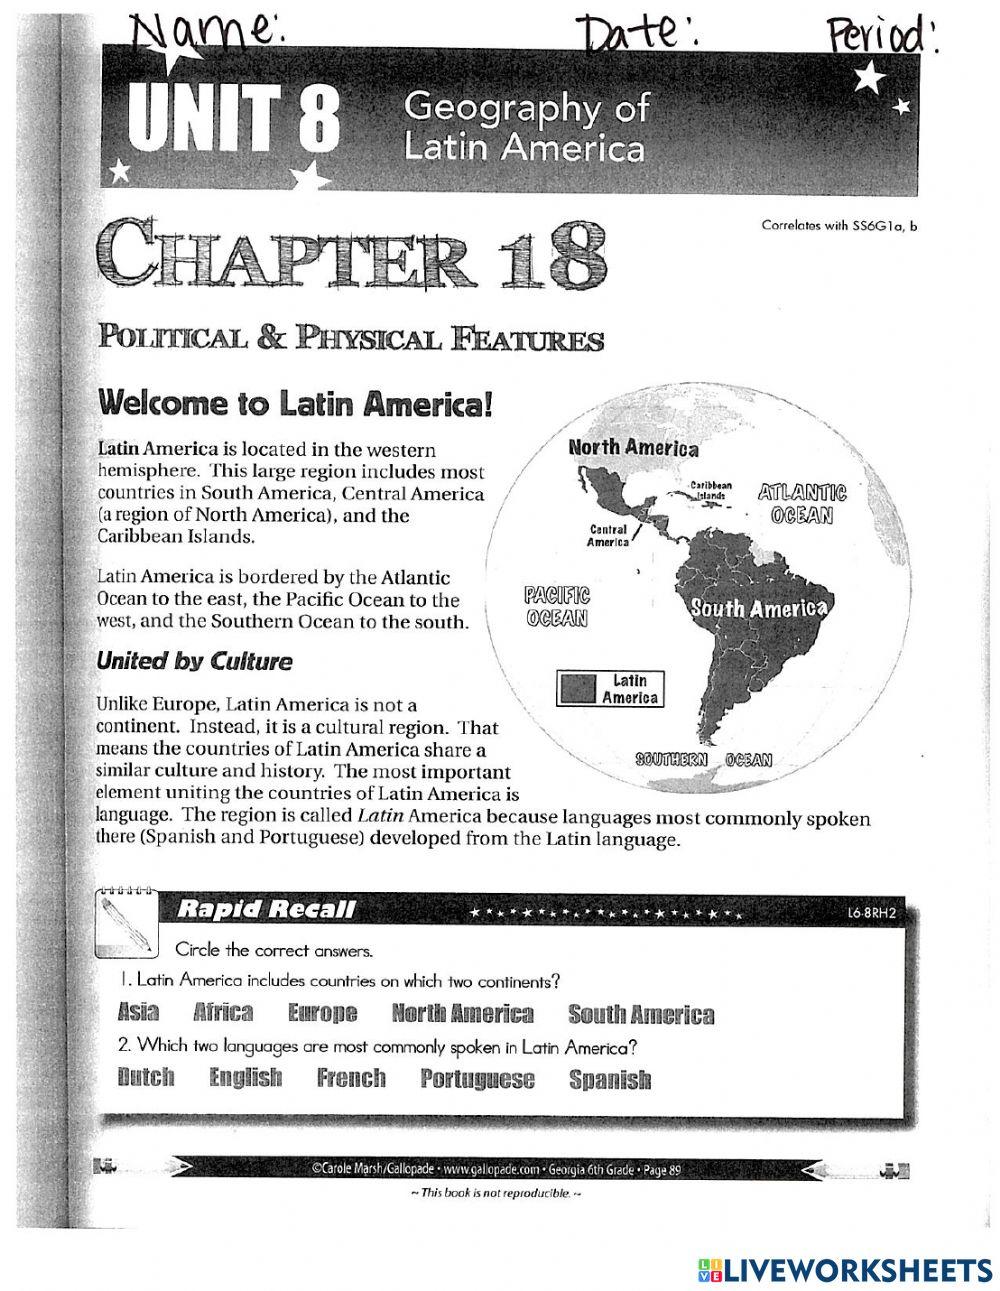 Name: Date: Period:
UNIT 8 Geography of
Latin America
Correlates with SS6G1a, b
CHAPTER 18
POLITICAL & PHYSICAL FEATURES
Welcome to Latin America!
Latin America is located in the western
hemisphere. This large region includes most
countries in South America, Central America
(a region of North America), and the
Caribbean Islands.
Latin America is bordered by the Atlantic
Ocean to the east, the Pacific Ocean to the
west, and the Southern Ocean to the south.
North America
Caribbean
Islands
ATLANTIC
OCEAN
Central
America
PACIFIC
OCEAN
South America
Latin
America
SOUTHERN OCEAN
United by Culture
Unlike Europe, Latin America is not a
continent. Instead, it is a cultural region. That
means the countries of Latin America share a
similar culture and history. The most important
element uniting the countries of Latin America is
language. The region is called Latin America because languages most commonly spoken
there (Spanish and Portuguese) developed from the Latin language.
Rapid Recall L6-8RH2
Circle the correct answers.
1. Latin America includes countries on which two continents?
Asia Africa Europe North America South America
2. Which two languages are most commonly spoken in Latin America?
Dutch English French Portuguese Spanish
©Carole Marsh/Gallopade • www.gallopade.com • Georgia 6th Grade • Page 89
~ This book is not reproducible. ~
LIVEWORKSHEETS